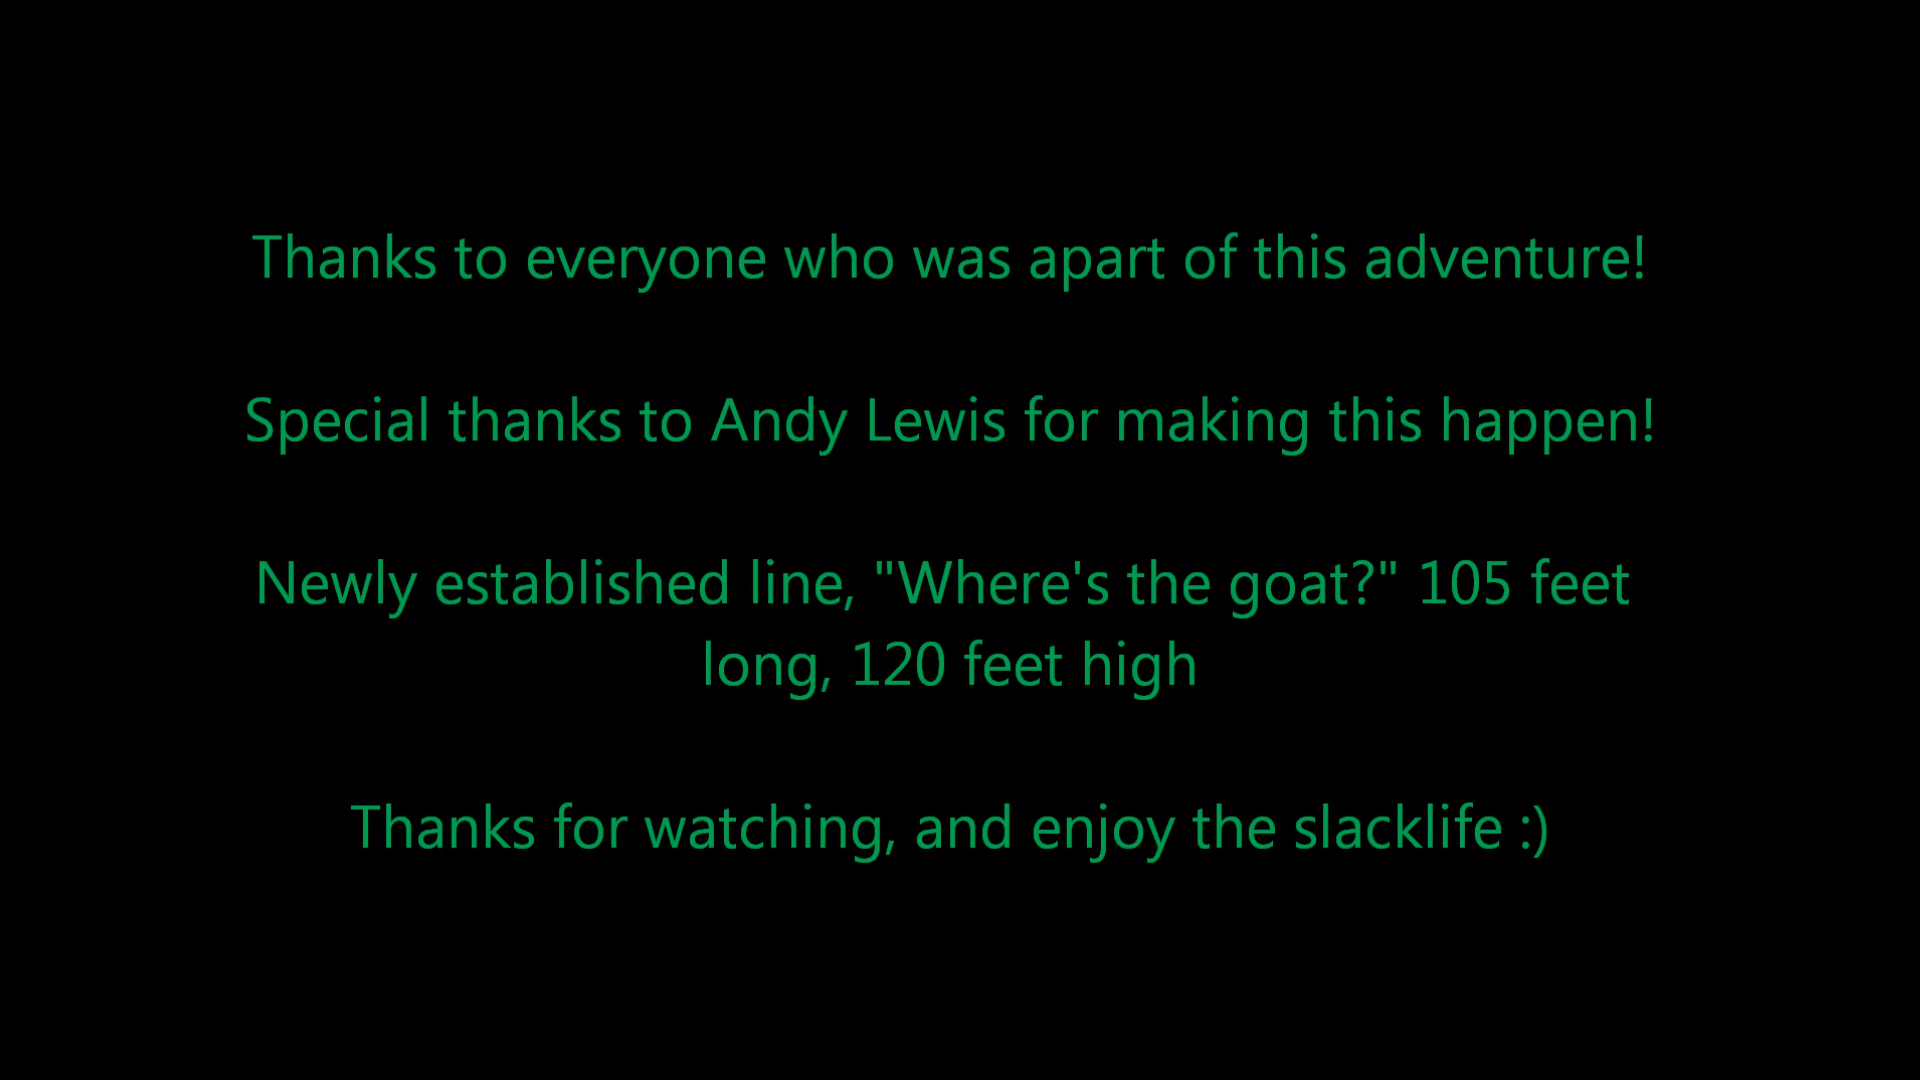 Thanks to everyone who was apart of this adventure!
Special thanks to Andy Lewis for making this happen!
Newly established line, "Where's the goat?" 105 feet
long, 120 feet high
Thanks for watching, and enjoy the slacklife :)